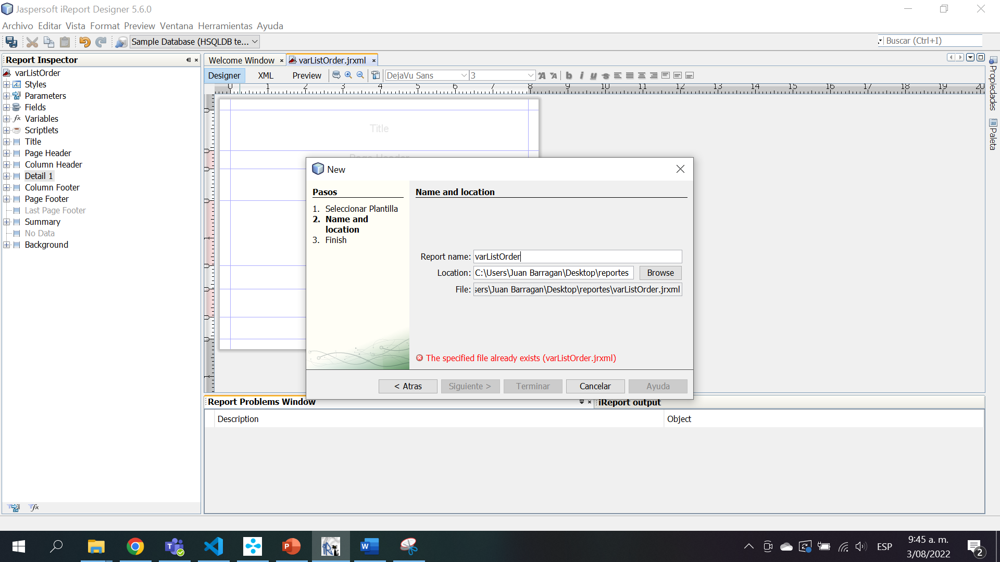 Jaspersoft iReport Designer 5.6.0
Archivo Editar Vista Format Preview Ventana Herramientas Ayuda
Sample Database (HSQLDB te...
Buscar (Ctrl+I)
Report Inspector
Welcome Window
varListOrder.jrxml
varListOrder
Designer
XML
Preview
DejaVu Sans
3
Styles
Parameters
Fields
Variables
Scriptlets
Title
Page Header
Column Header
Detail 1
Column Footer
Page Footer
Last Page Footer
Summary
No Data
Background
0 1 2 3 4 5 6 7 8 9 10 11 12 13 14 15 16 17 18 19 20
Propiedades
Paleta
Title
Page Header
New
Pasos
1. Seleccionar Plantilla
2. Name and
location
3. Finish
Name and location
Report name: varListOrder
Location: C:\Users\Juan Barragan\Desktop\reportes
Browse
File: sers\Juan Barragan\Desktop\reportes\varListOrder.jrxml
The specified file already exists (varListOrder.jrxml)
< Atras
Siguiente >
Terminar
Cancelar
Ayuda
Report Problems Window
iReport output
Description
Object
ESP
9:45 a. m.
3/08/2022
2